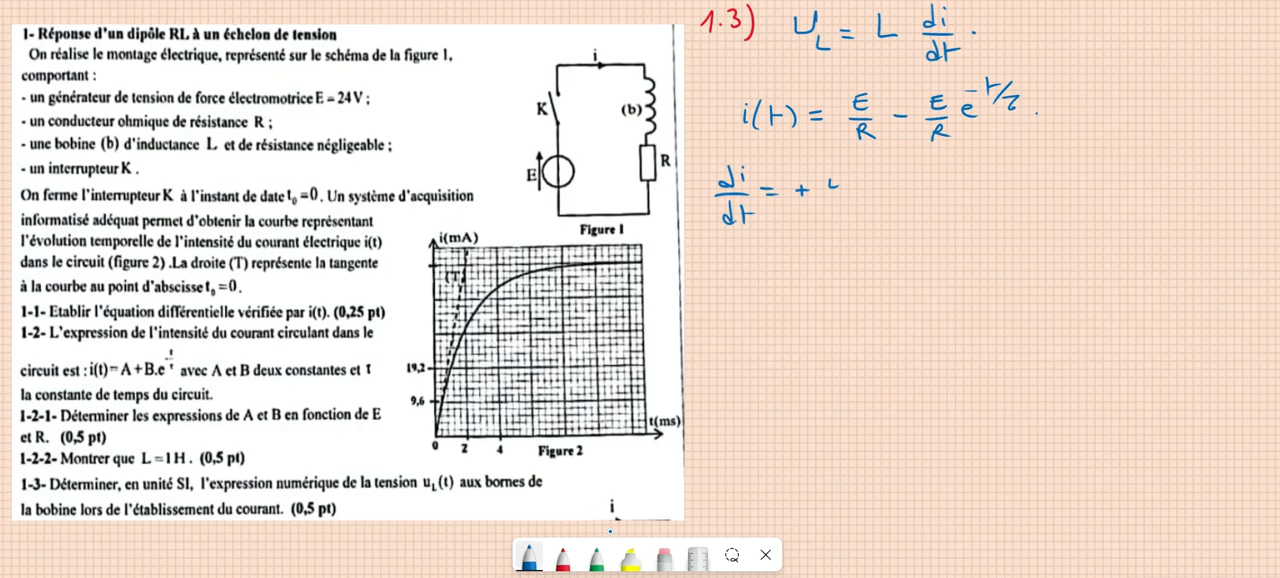 1- Réponse d'un dipôle RL à un échelon de tension
On réalise le montage électrique, représenté sur le schéma de la figure 1,
comportant :
- un générateur de tension de force électromotrice E = 24V ;
- un conducteur ohmique de résistance R ;
- une bobine (b) d'inductance L et de résistance négligeable ;
- un interrupteur K .
On ferme l'interrupteur K à l'instant de date t₀ = 0. Un système d'acquisition
informatisé adéquat permet d'obtenir la courbe représentant
l'évolution temporelle de l'intensité du courant électrique i(t)
dans le circuit (figure 2) .La droite (T) représente la tangente
à la courbe au point d'abscisse t₀ = 0.
1-1- Etablir l'équation différentielle vérifiée par i(t). (0,25 pt)
1-2- L'expression de l'intensité du courant circulant dans le
circuit est : i(t) = A + B.e^-t/τ avec A et B deux constantes et τ
la constante de temps du circuit.
1-2-1- Déterminer les expressions de A et B en fonction de E
et R. (0,5 pt)
1-2-2- Montrer que L = 1H . (0,5 pt)
1-3- Déterminer, en unité SI, l'expression numérique de la tension u_L(t) aux bornes de
la bobine lors de l'établissement du courant. (0,5 pt)
i
i
K
(b)
E
R
Figure 1
i(mA)
(T)
19,2
9,6
t(ms)
0 2 4
Figure 2
1.3) U_L = L di/dt .
i(t) = E/R - E/R e^-t/τ .
di/dt = +